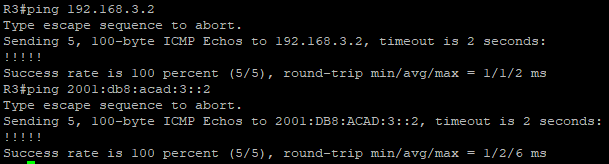 R3#ping 192.168.3.2
Type escape sequence to abort.
Sending 5, 100-byte ICMP Echos to 192.168.3.2, timeout is 2 seconds:
!!!!!
Success rate is 100 percent (5/5), round-trip min/avg/max = 1/1/2 ms
R3#ping 2001:db8:acad:3::2
Type escape sequence to abort.
Sending 5, 100-byte ICMP Echos to 2001:DB8:ACAD:3::2, timeout is 2 seconds:
!!!!!
Success rate is 100 percent (5/5), round-trip min/avg/max = 1/2/6 ms